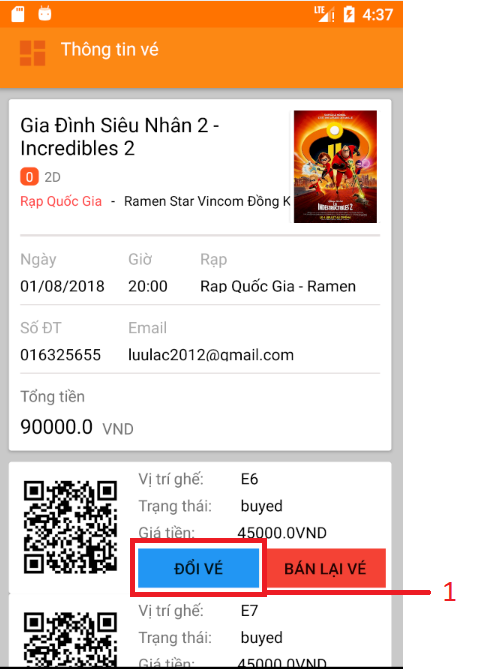 LTE 4:37
Thông tin vé
Gia Đình Siêu Nhân 2 -
Incredibles 2
0 2D
Rạp Quốc Gia - Ramen Star Vincom Đồng K
INCREDIBLES 2
Ngày Giờ Rạp
01/08/2018 20:00 Rạp Quốc Gia - Ramen
Số ĐT Email
016325655 luulac2012@gmail.com
Tổng tiền
90000.0 VND
Vị trí ghế: E6
Trạng thái: buyed
Giá tiền: 45000.0VND
ĐỔI VÉ BÁN LẠI VÉ
1
Vị trí ghế: E7
Trạng thái: buyed
Giá tiền: 45000.0VND